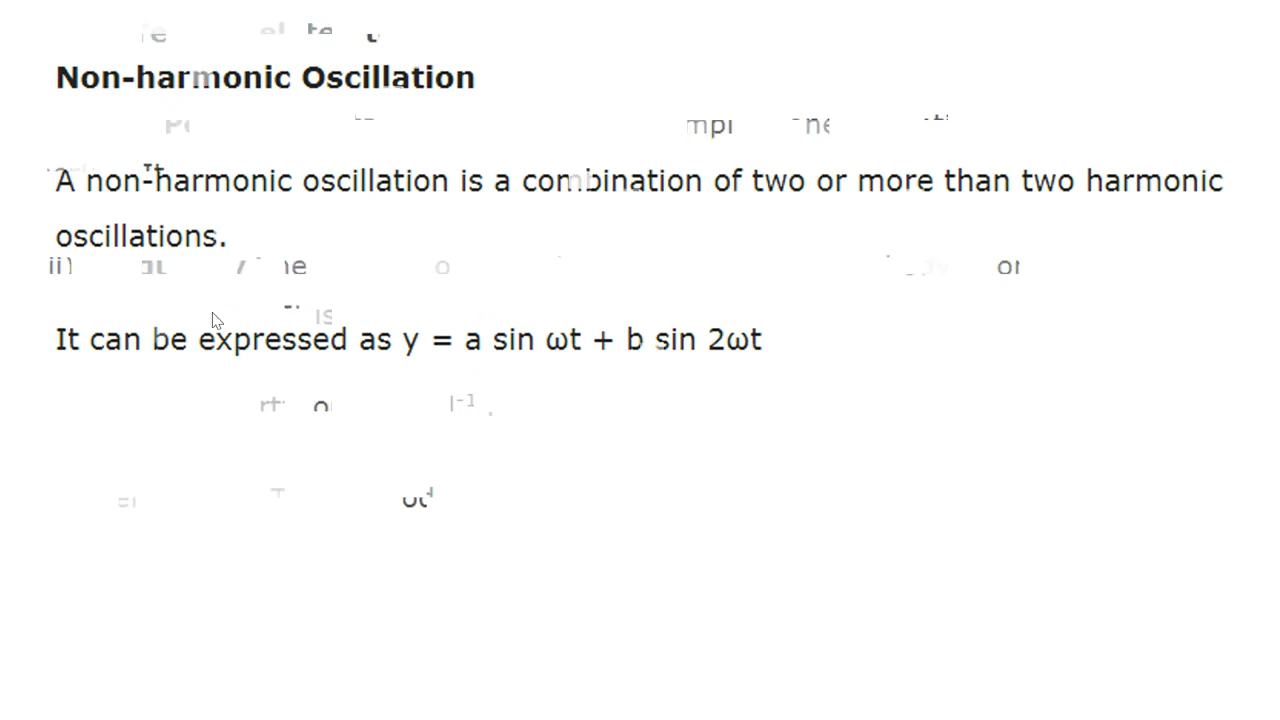 Non-harmonic Oscillation
A non-harmonic oscillation is a combination of two or more than two harmonic
oscillations.
It can be expressed as y = a sin ωt + b sin 2ωt